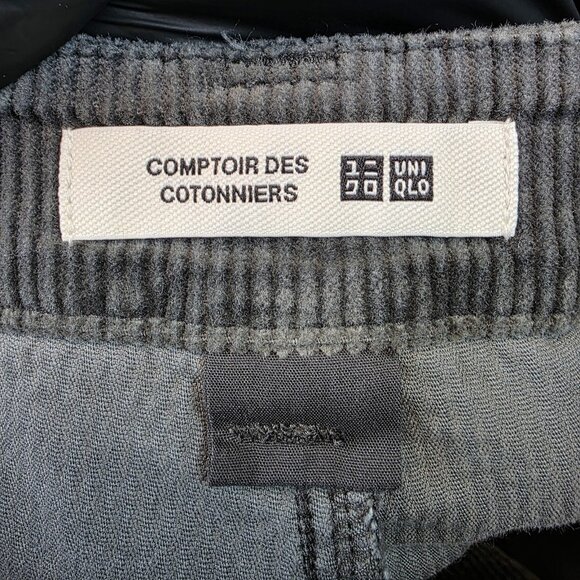 COMPTOIR DES
COTONNIERS
ユニ
クロ
UNI
QLO